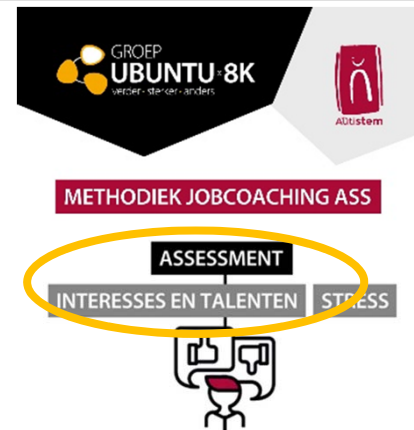 GROEP
UBUNTU×8K
verder - sterker - anders
AUtistem
METHODIEK JOBCOACHING ASS
ASSESSMENT
INTERESSES EN TALENTEN
STRESS